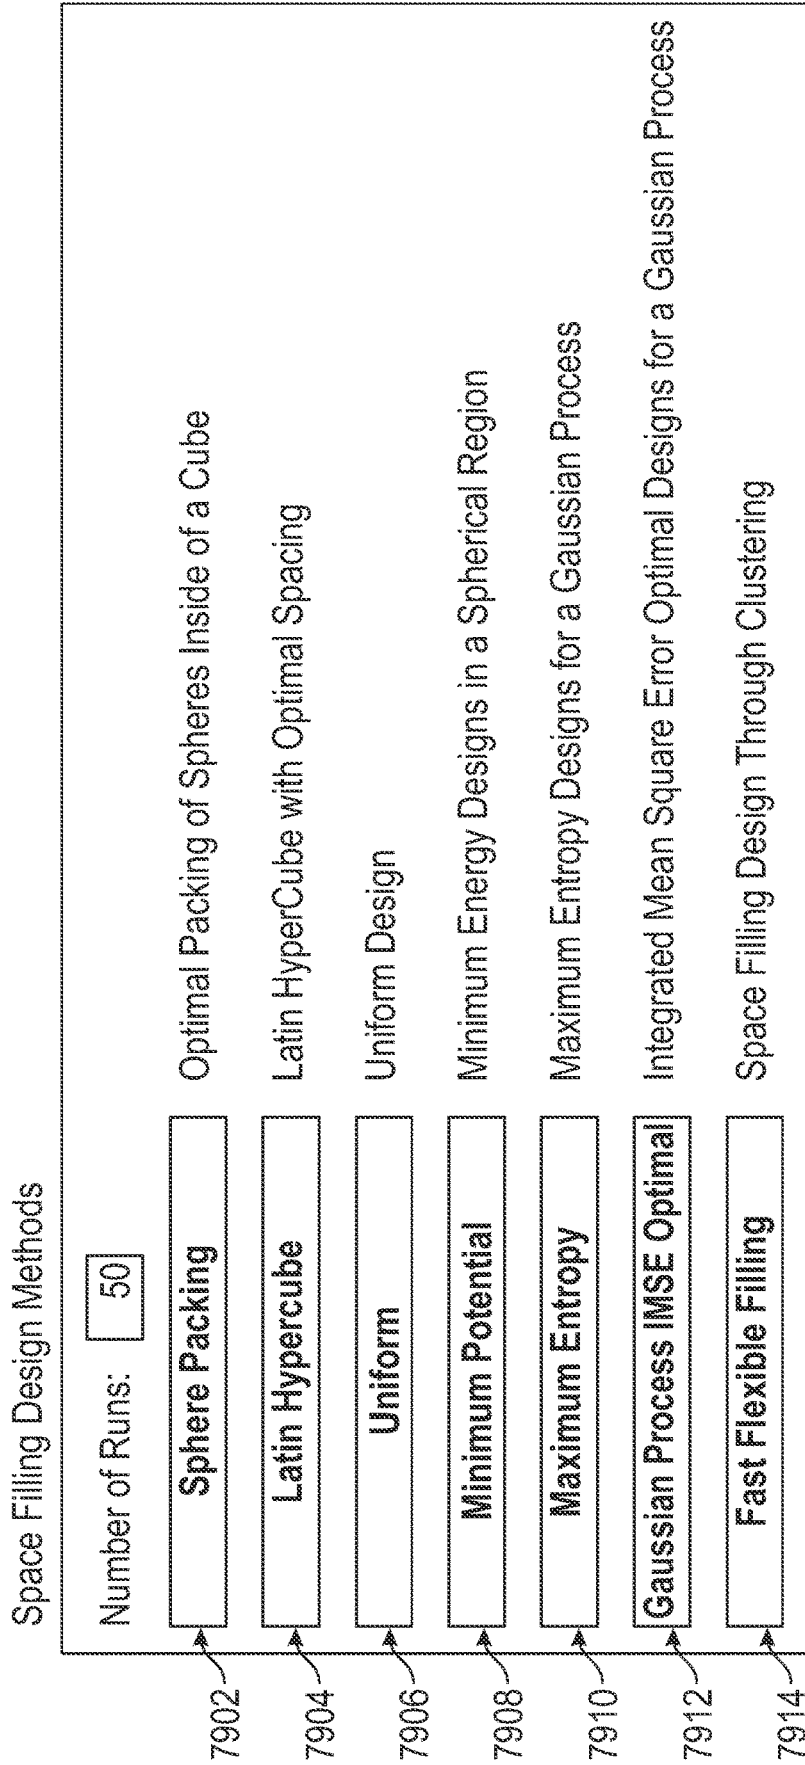 Space Filling Design Methods
Number of Runs: 50
7902 Sphere Packing Optimal Packing of Spheres Inside of a Cube
7904 Latin Hypercube Latin HyperCube with Optimal Spacing
7906 Uniform Uniform Design
7908 Minimum Potential Minimum Energy Designs in a Spherical Region
7910 Maximum Entropy Maximum Entropy Designs for a Gaussian Process
7912 Gaussian Process IMSE Optimal Integrated Mean Square Error Optimal Designs for a Gaussian Process
7914 Fast Flexible Filling Space Filling Design Through Clustering